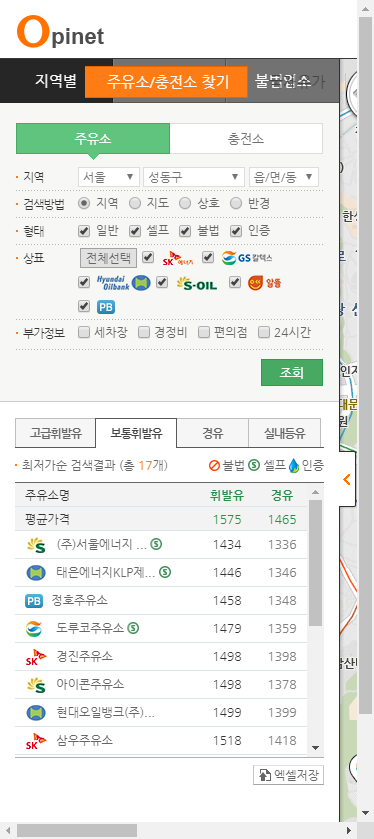 Opinet
지역별 주유소/충전소 찾기 불법업소
주유소 충전소
지역 서울 성동구 읍/면/동
검색방법 지역 지도 상호 반경
형태 일반 셀프 불법 인증
상표 전체선택 SK에너지 GS칼텍스
Hyundai Oilbank S-OIL 알뜰
PB
부가정보 세차장 경정비 편의점 24시간
조회
고급휘발유 보통휘발유 경유 실내등유
최저가순 검색결과 (총 17개) 불법 셀프 인증
주유소명 휘발유 경유
평균가격 1575 1465
(주)서울에너지 ... 1434 1336
태은에너지KLP제... 1446 1346
PB 정호주유소 1458 1348
도루코주유소 1479 1359
SK 경진주유소 1498 1398
아이콘주유소 1498 1378
현대오일뱅크(주)... 1499 1399
SK 삼우주유소 1518 1418
엑셀저장